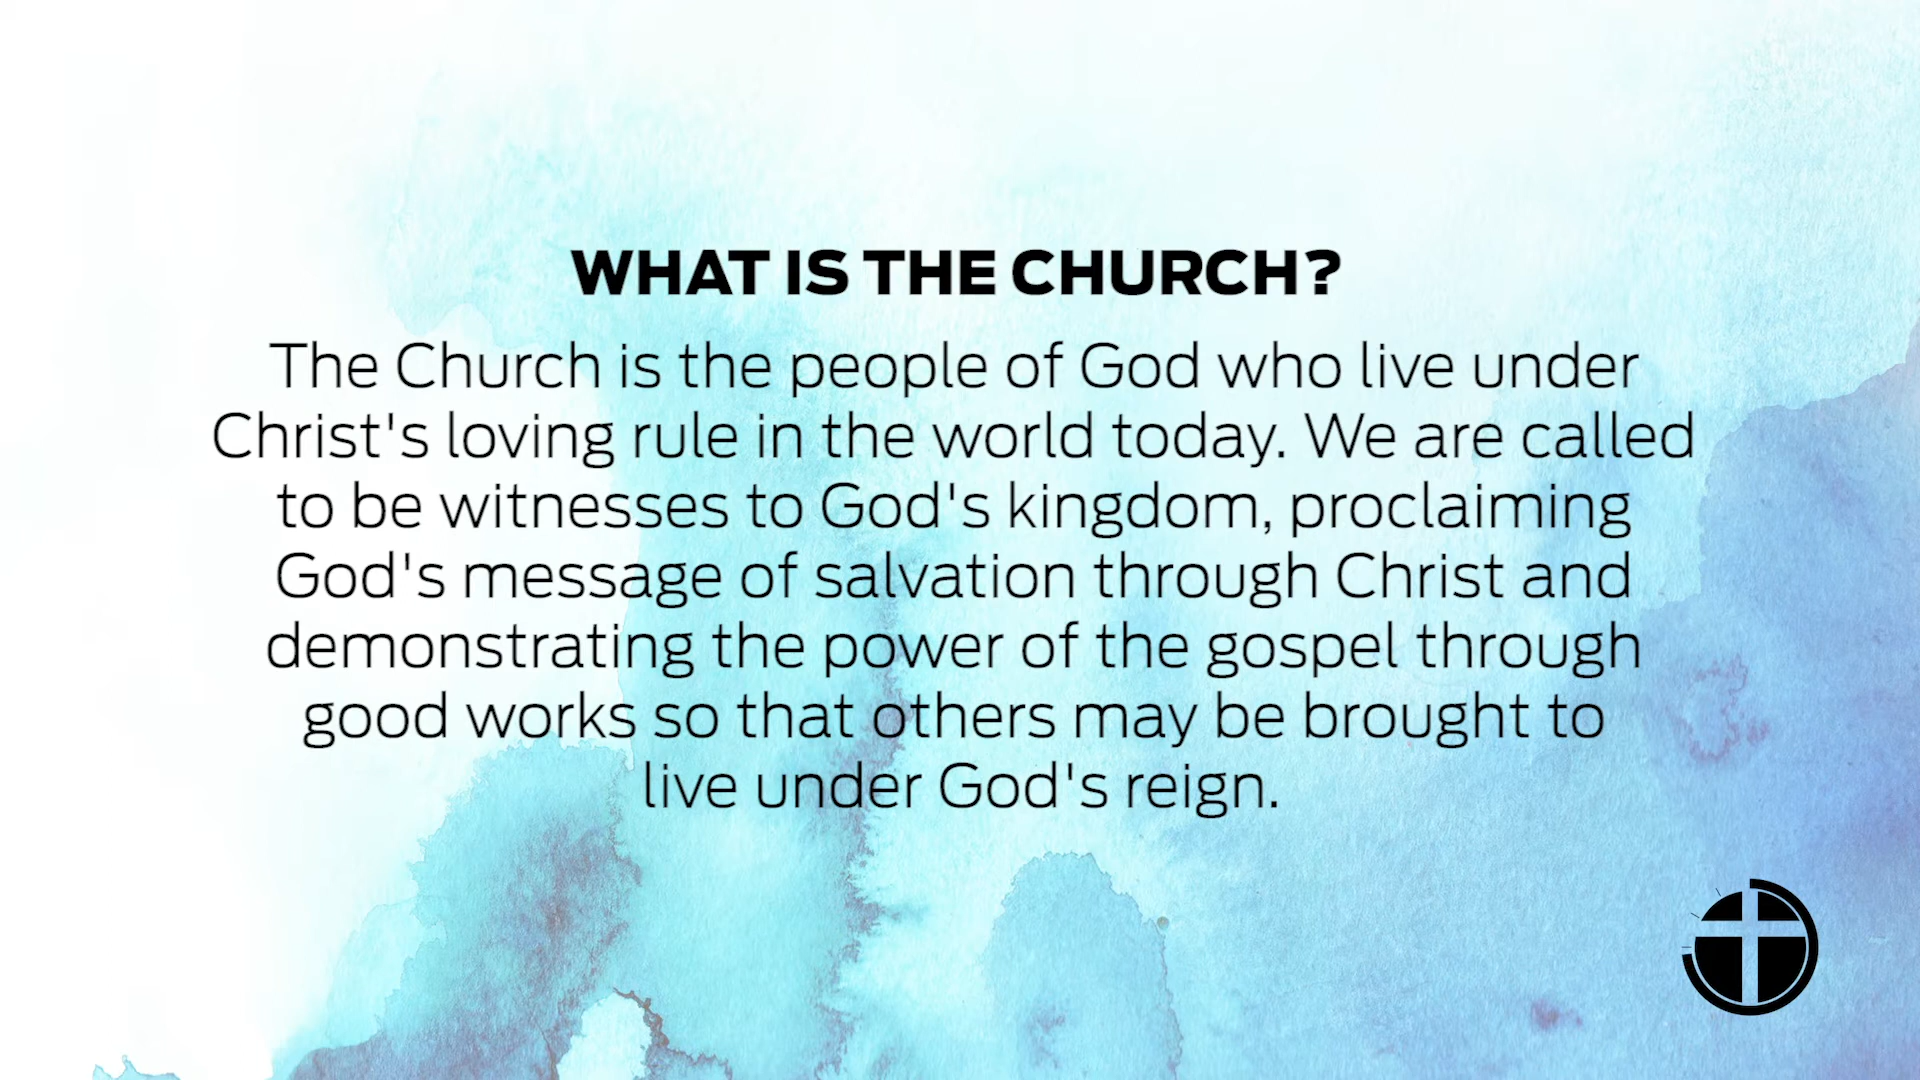 WHAT IS THE CHURCH?
The Church is the people of God who live under
Christ's loving rule in the world today. We are called
to be witnesses to God's kingdom, proclaiming
God's message of salvation through Christ and
demonstrating the power of the gospel through
good works so that others may be brought to
live under God's reign.